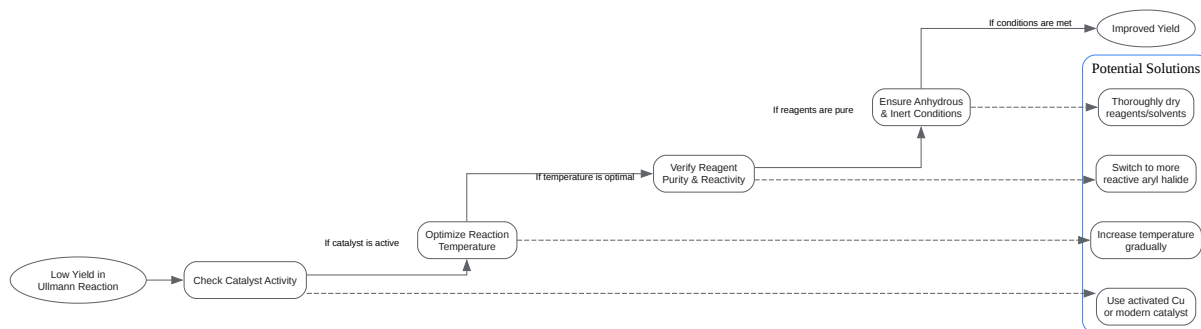 If conditions are met
Improved Yield
Potential Solutions
If reagents are pure
Ensure Anhydrous
& Inert Conditions
Thoroughly dry
reagents/solvents
If temperature is optimal
Verify Reagent
Purity & Reactivity
Switch to more
reactive aryl halide
If catalyst is active
Optimize Reaction
Temperature
Increase temperature
gradually
Low Yield in
Ullmann Reaction
Check Catalyst Activity
Use activated Cu
or modern catalyst